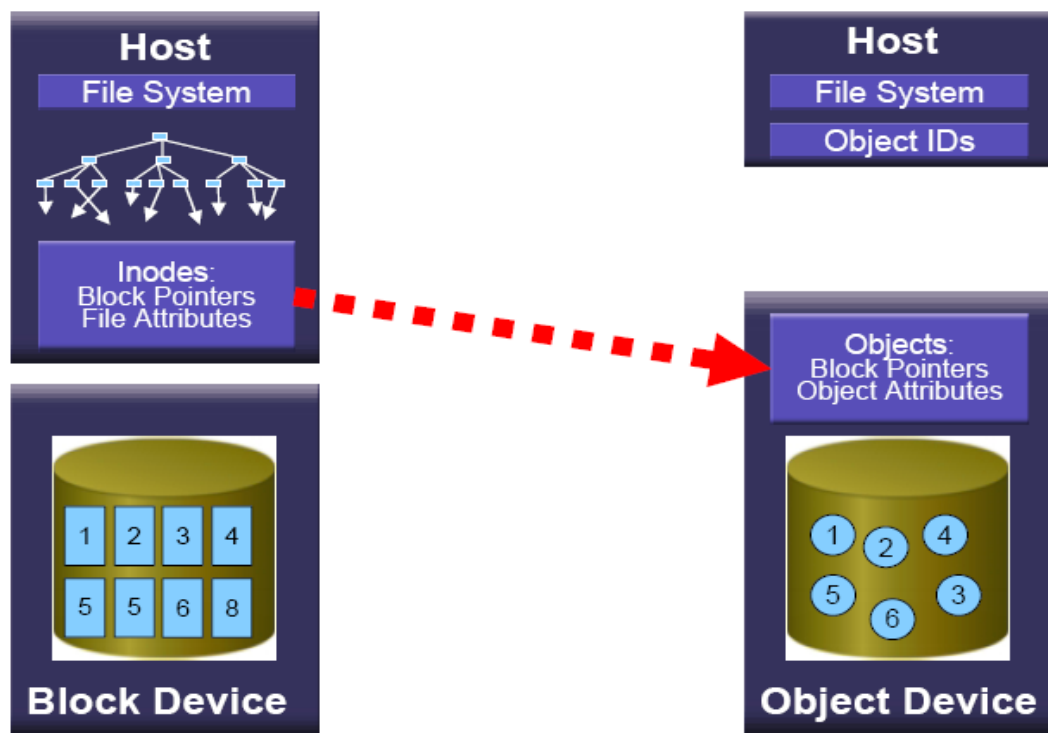 Host
File System
Inodes:
Block Pointers
File Attributes
1 2 3 4
5 5 6 8
Block Device
Host
File System
Object IDs
Objects:
Block Pointers
Object Attributes
1 2 4
5 6 3
Object Device